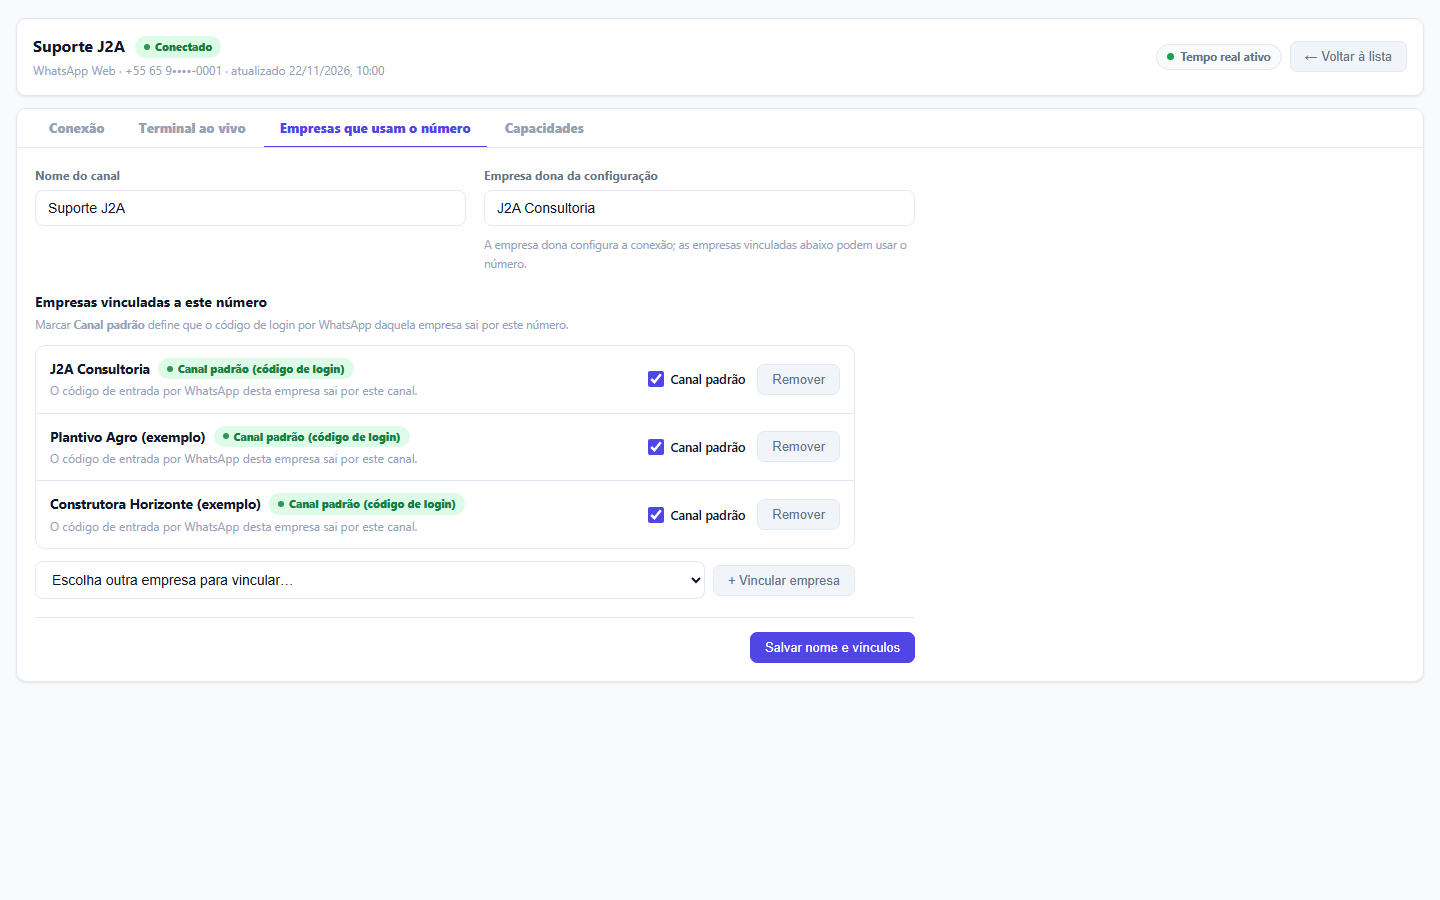 Suporte J2A
Conectado
WhatsApp Web · +55 65 9••••-0001 · atualizado 22/11/2026, 10:00
Tempo real ativo
← Voltar à lista
Conexão
Terminal ao vivo
Empresas que usam o número
Capacidades
Nome do canal
Suporte J2A
Empresa dona da configuração
J2A Consultoria
A empresa dona configura a conexão; as empresas vinculadas abaixo podem usar o
número.
Empresas vinculadas a este número
Marcar Canal padrão define que o código de login por WhatsApp daquela empresa sai por este número.
J2A Consultoria
Canal padrão (código de login)
O código de entrada por WhatsApp desta empresa sai por este canal.
Canal padrão
Remover
Plantivo Agro (exemplo)
Canal padrão (código de login)
O código de entrada por WhatsApp desta empresa sai por este canal.
Canal padrão
Remover
Construtora Horizonte (exemplo)
Canal padrão (código de login)
O código de entrada por WhatsApp desta empresa sai por este canal.
Canal padrão
Remover
Escolha outra empresa para vincular…
+ Vincular empresa
Salvar nome e vínculos